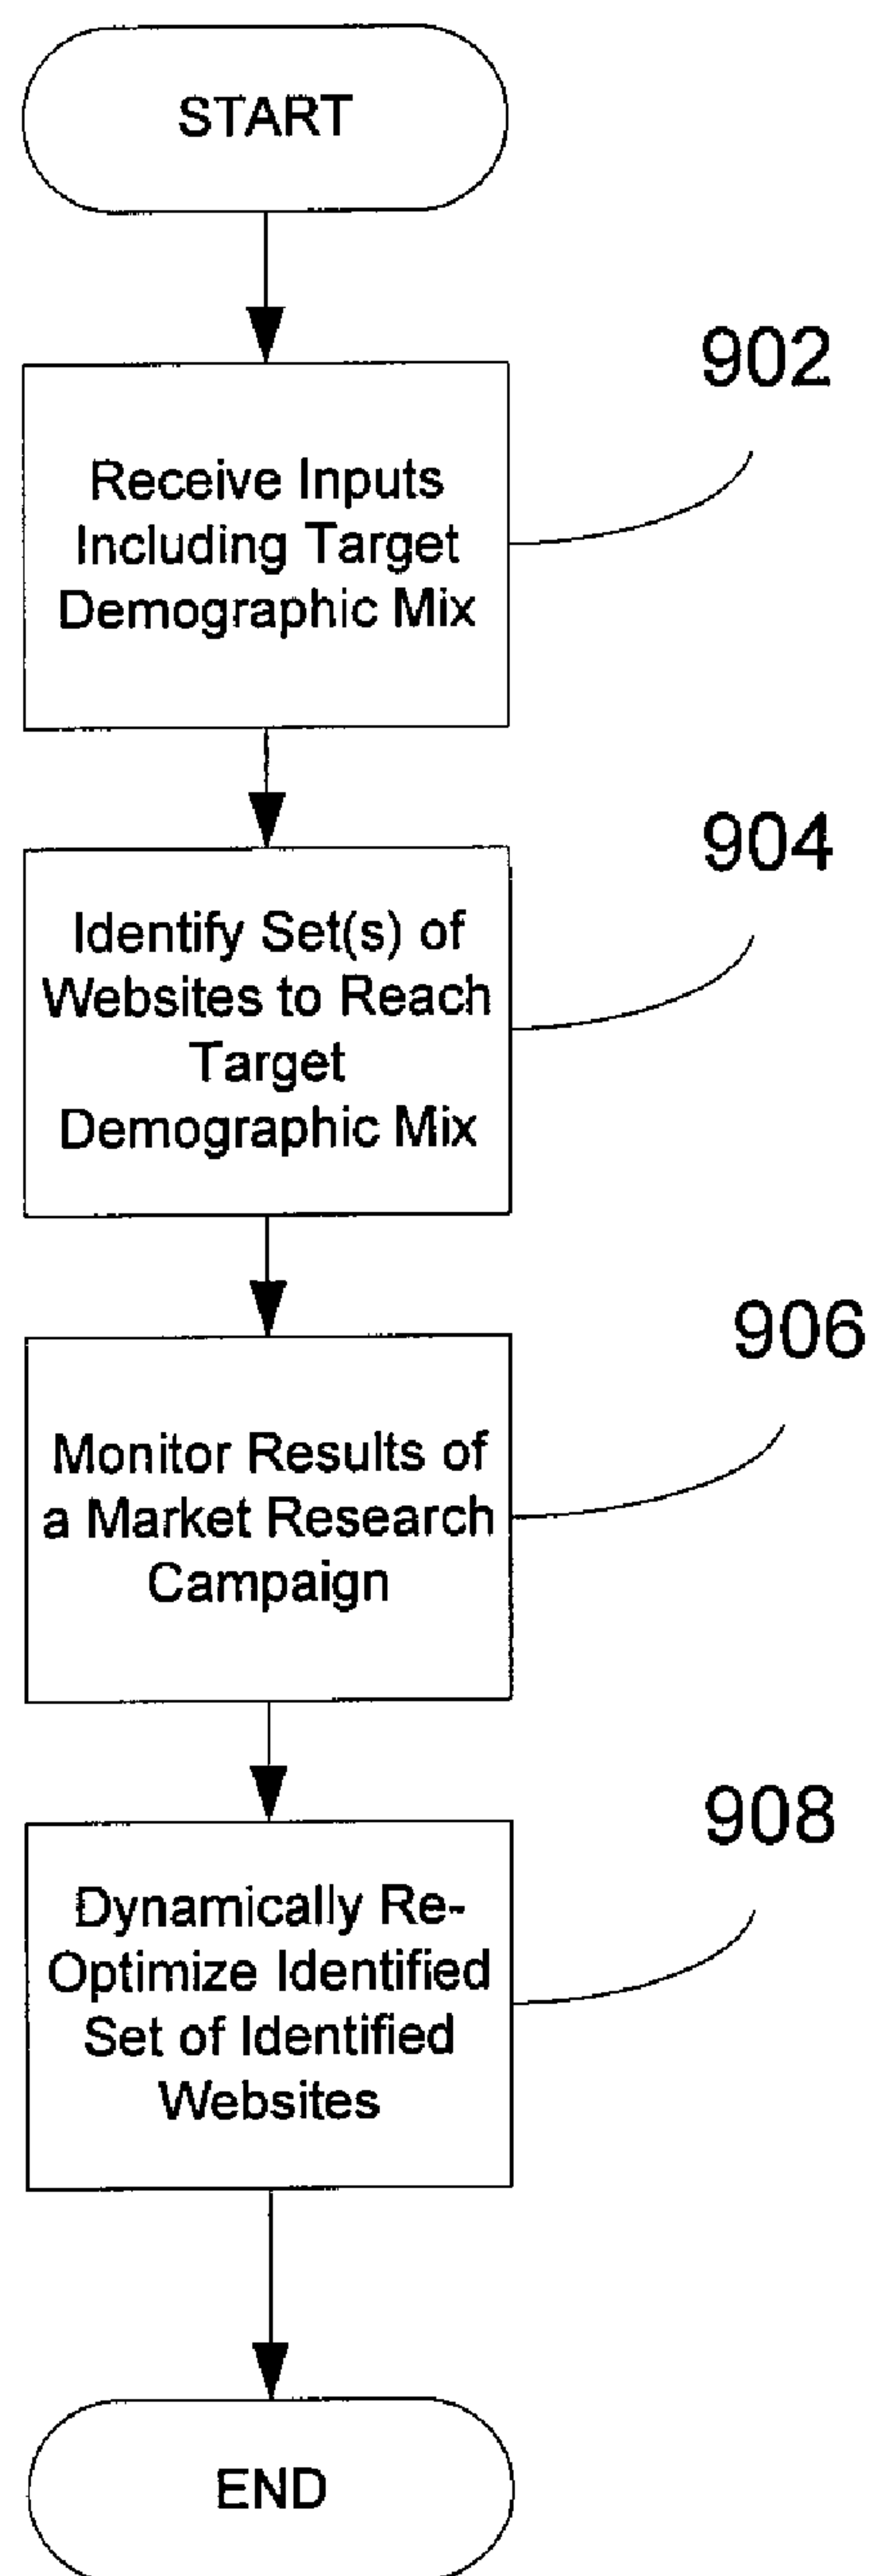 START
902
Receive Inputs
Including Target
Demographic Mix
904
Identify Set(s) of
Websites to Reach
Target
Demographic Mix
906
Monitor Results of
a Market Research
Campaign
908
Dynamically Re-
Optimize Identified
Set of Identified
Websites
END